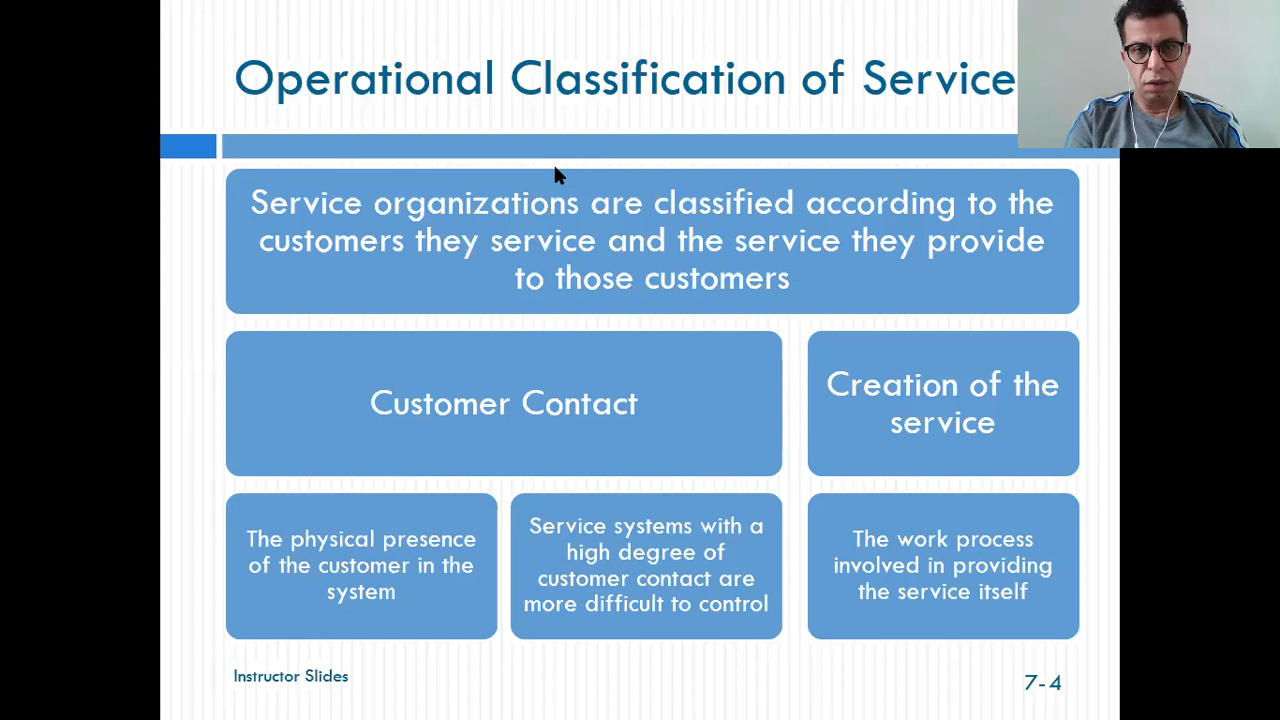 Operational Classification of Service
Service organizations are classified according to the
customers they service and the service they provide
to those customers
Customer Contact
Creation of the
service
The physical presence
of the customer in the
system
Service systems with a
high degree of
customer contact are
more difficult to control
The work process
involved in providing
the service itself
Instructor Slides
7-4